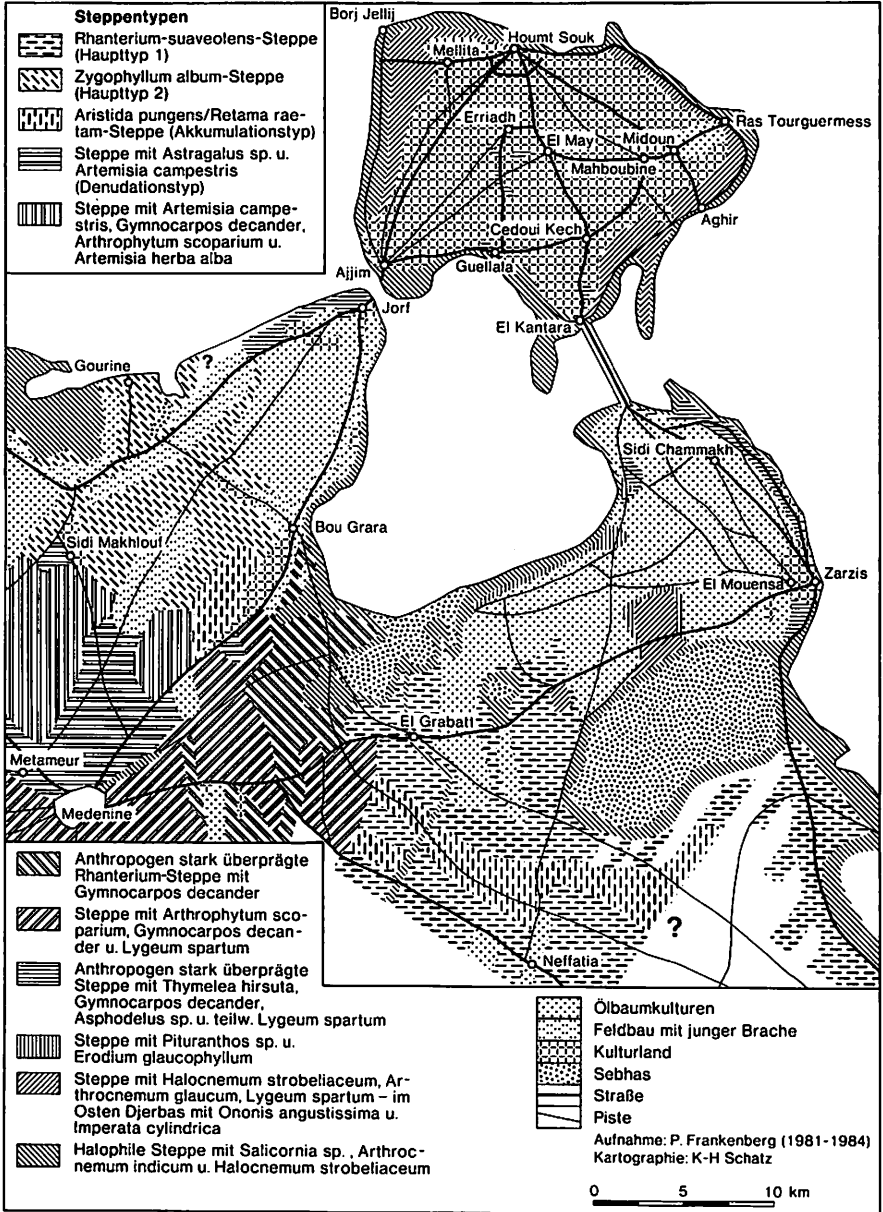 Steppentypen
Rhanterium-suaveolens-Steppe
(Haupttyp 1)
Zygophyllum album-Steppe
(Haupttyp 2)
Aristida pungens/Retama rae-
tam-Steppe (Akkumulationstyp)
Steppe mit Astragalus sp. u.
Artemisia campestris
(Denudationstyp)
Steppe mit Artemisia campe-
stris, Gymnocarpos decander,
Arthrophytum scoparium u.
Artemisia herba alba
Borj Jellij
Houmt Souk
Mellita
Ras Tourguermess
Erriadh
El May
Midoun
Mahboubine
Aghir
Cedoui Kech
Guellala
Ajjim
Jorf
El Kantara
?
Gourine
Sidi Chammakh
Bou Grara
Sidi Makhlouf
Zarzis
El Mouensa
El Grabatt
Metameur
Medenine
?
Neffatia
Anthropogen stark überprägte
Rhanterium-Steppe mit
Gymnocarpos decander
Steppe mit Arthrophytum sco-
parium, Gymnocarpos decan-
der u. Lygeum spartum
Anthropogen stark überprägte
Steppe mit Thymelea hirsuta,
Gymnocarpos decander,
Asphodelus sp. u. teilw. Lygeum spartum
Steppe mit Pituranthos sp. u.
Erodium glaucophyllum
Steppe mit Halocnemum strobeliaceum, Ar-
throcnemum glaucum, Lygeum spartum – im
Osten Djerbas mit Ononis angustissima u.
Imperata cylindrica
Halophile Steppe mit Salicornia sp., Arthroc-
nemum indicum u. Halocnemum strobeliaceum
Ölbaumkulturen
Feldbau mit junger Brache
Kulturland
Sebhas
Straße
Piste
Aufnahme: P. Frankenberg (1981-1984)
Kartographie: K-H Schatz
0 5 10 km